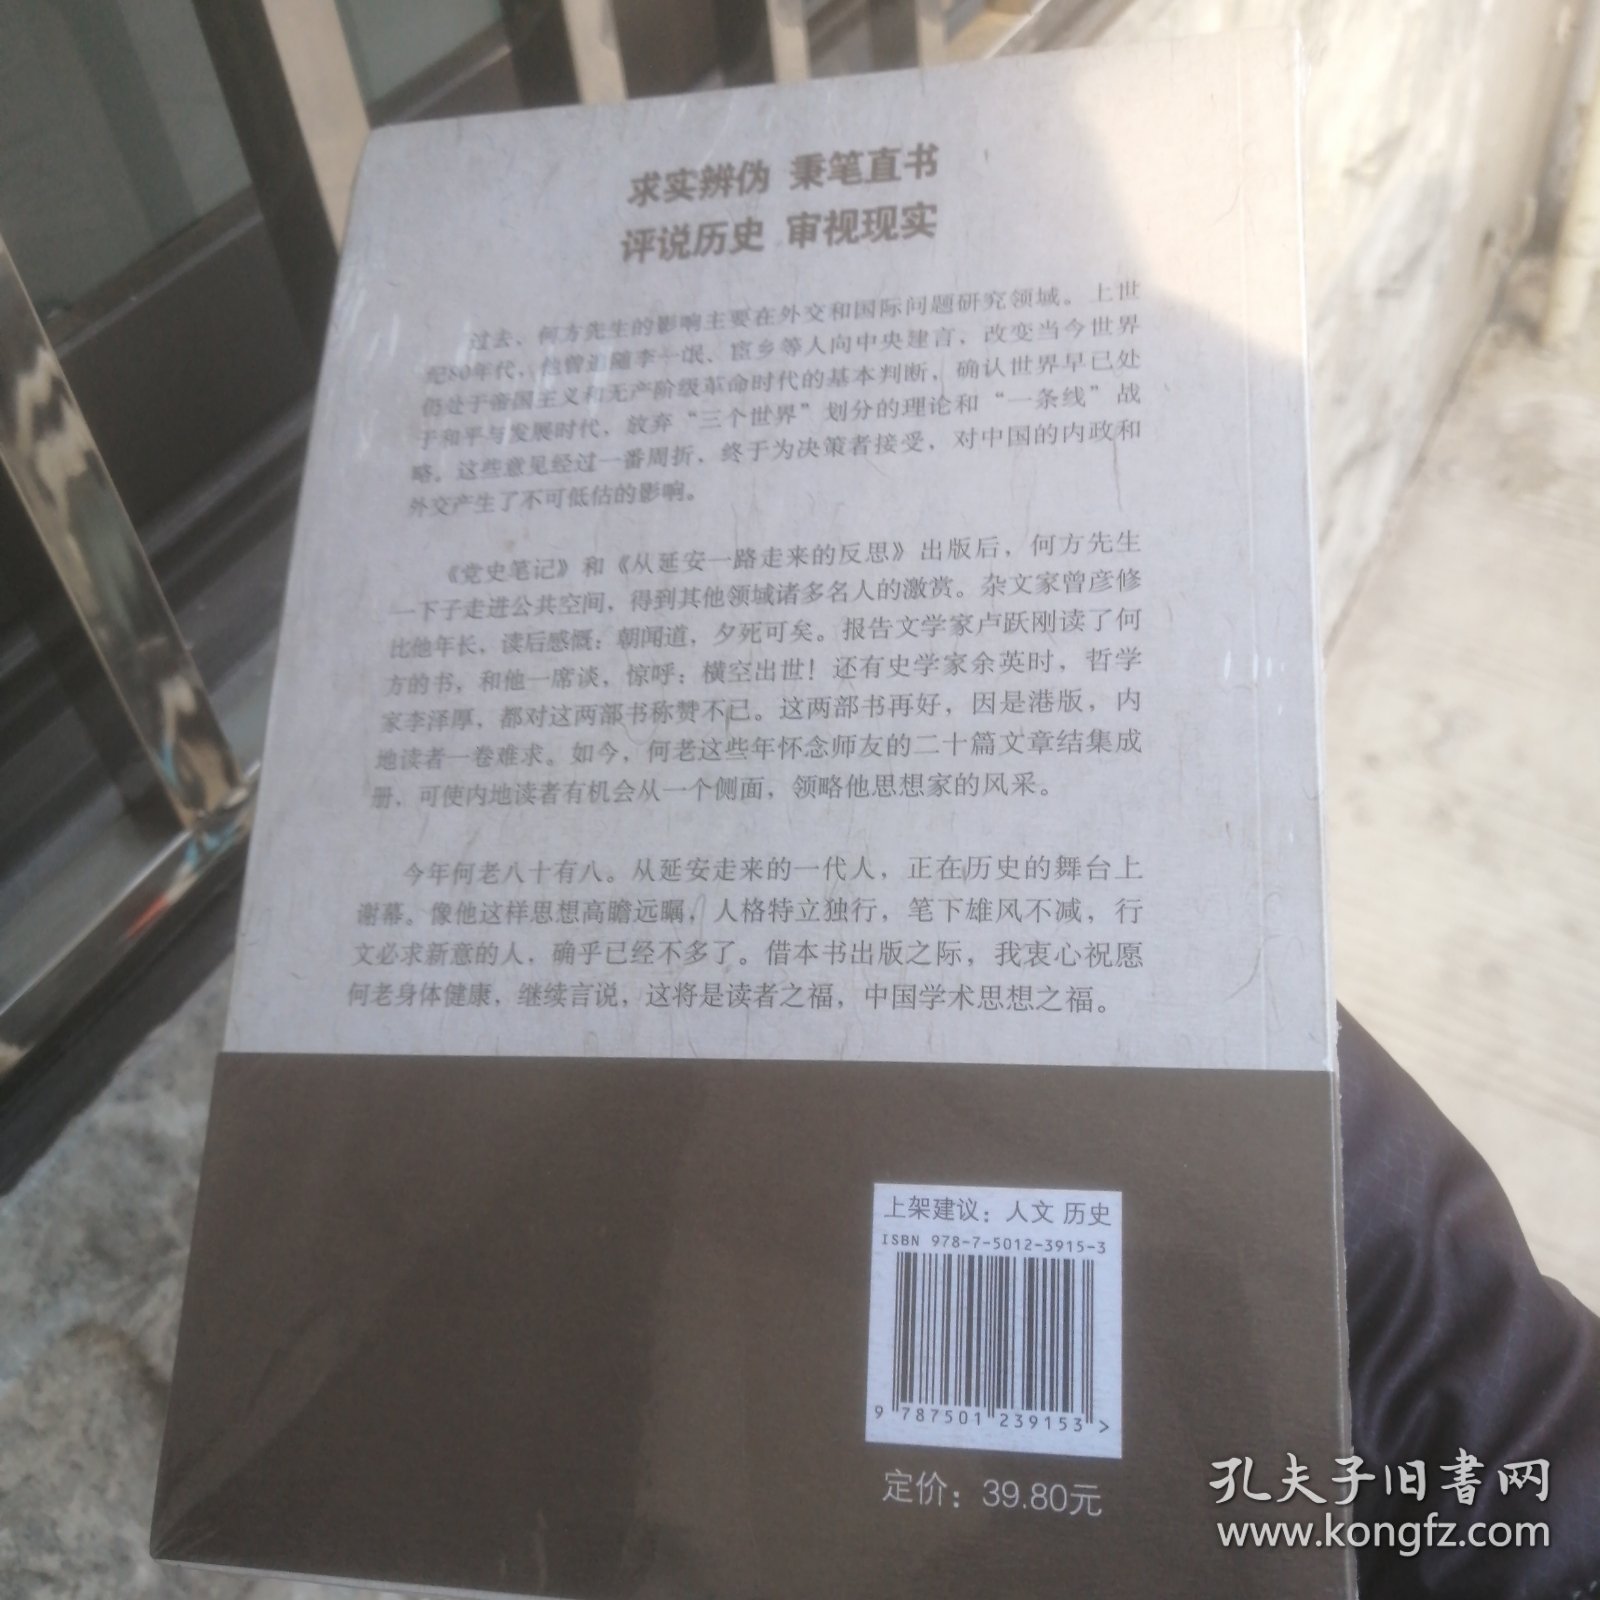 求实辨伪 秉笔直书
评说历史 审视现实
过去，何方先生的影响主要在外交和国际问题研究领域。上世
纪80年代，他曾追随李一氓、宦乡等人向中央建言，改变当今世界
仍处于帝国主义和无产阶级革命时代的基本判断，确认世界早已处
于和平与发展时代，放弃“三个世界”划分的理论和“一条线”战
略。这些意见经过一番周折，终于为决策者接受，对中国的内政和
外交产生了不可低估的影响。
《党史笔记》和《从延安一路走来的反思》出版后，何方先生
一下子走进公共空间，得到其他领域诸多名人的激赏。杂文家曾彦修
比他年长，读后感慨：朝闻道，夕死可矣。报告文学家卢跃刚读了何
方的书，和他一席谈，惊呼：横空出世！还有史学家余英时，哲学
家李泽厚，都对这两部书称赞不已。这两部书再好，因是港版，内
地读者一卷难求。如今，何老这些年怀念师友的二十篇文章结集成
册，可使内地读者有机会从一个侧面，领略他思想家的风采。
今年何老八十有八。从延安走来的一代人，正在历史的舞台上
谢幕。像他这样思想高瞻远瞩，人格特立独行，笔下雄风不减，行
文必求新意的人，确乎已经不多了。借本书出版之际，我衷心祝愿
何老身体健康，继续言说，这将是读者之福，中国学术思想之福。
上架建议：人文 历史
ISBN 978-7-5012-3915-3
9 787501 239153 >
定价：39.80元
孔夫子旧书网
www.kongfz.com